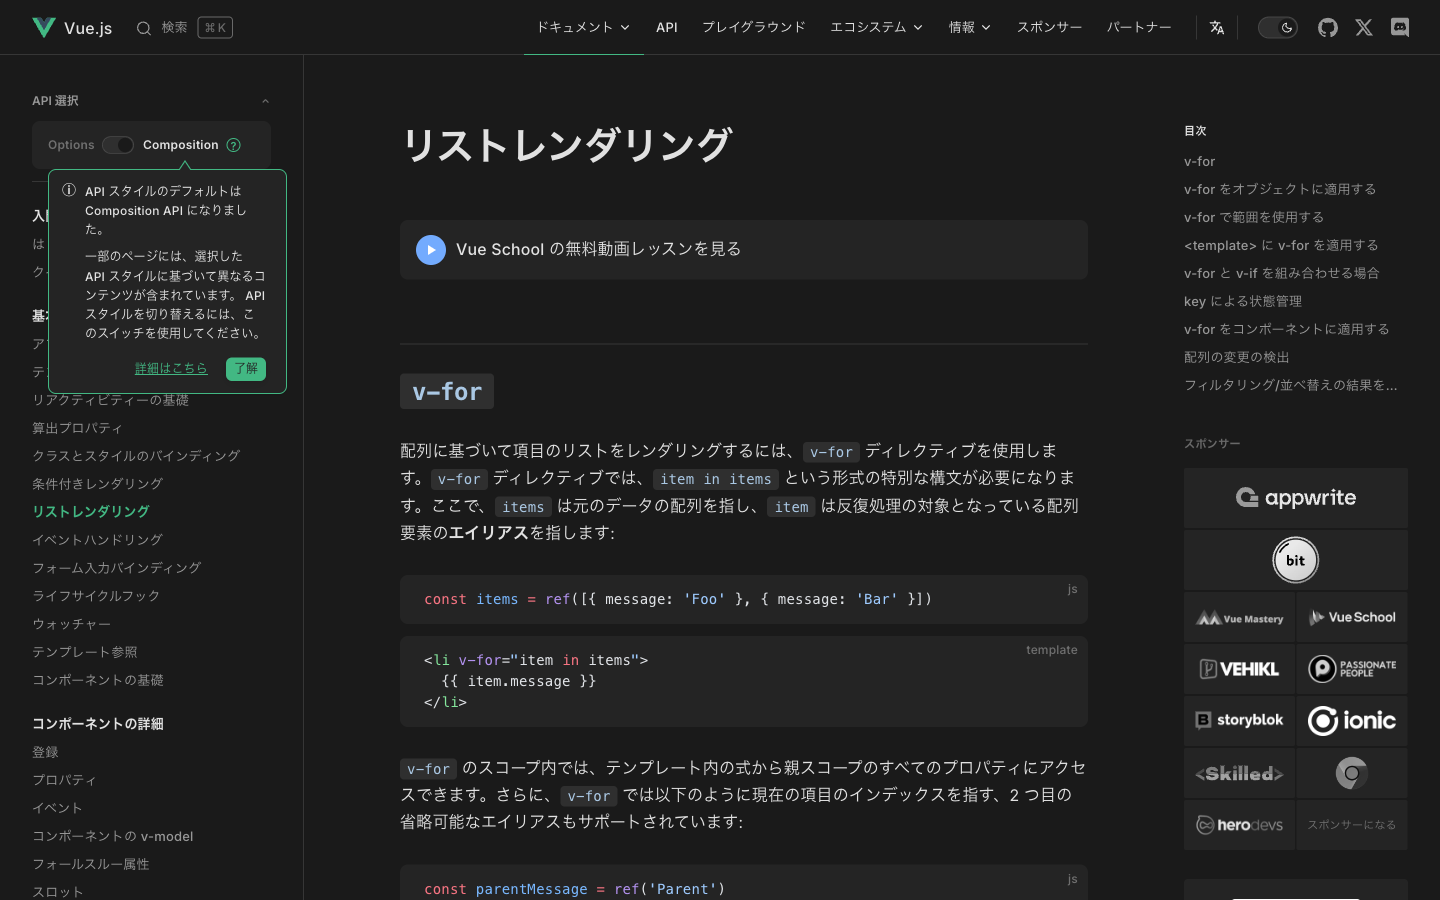 Vue.js
検索
⌘ K
ドキュメント
API
プレイグラウンド
エコシステム
情報
スポンサー
パートナー
API 選択
Options
Composition
?
API スタイルのデフォルトは
Composition API になりまし
た。
一部のページには、選択した
API スタイルに基づいて異なるコ
ンテンツが含まれています。 API
スタイルを切り替えるには、こ
のスイッチを使用してください。
詳細はこちら
了解
リアクティビティーの基礎
算出プロパティ
クラスとスタイルのバインディング
条件付きレンダリング
リストレンダリング
イベントハンドリング
フォーム入力バインディング
ライフサイクルフック
ウォッチャー
テンプレート参照
コンポーネントの基礎
コンポーネントの詳細
登録
プロパティ
イベント
コンポーネントの v-model
フォールスルー属性
スロット
リストレンダリング
Vue School の無料動画レッスンを見る
v-for
配列に基づいて項目のリストをレンダリングするには、 v-for ディレクティブを使用しま
す。 v-for ディレクティブでは、 item in items という形式の特別な構文が必要になりま
す。ここで、 items は元のデータの配列を指し、 item は反復処理の対象となっている配列
要素のエイリアスを指します:
js
const items = ref([{ message: 'Foo' }, { message: 'Bar' }])
template
<li v-for="item in items">
{{ item.message }}
</li>
v-for のスコープ内では、テンプレート内の式から親スコープのすべてのプロパティにアクセ
スできます。さらに、 v-for では以下のように現在の項目のインデックスを指す、2 つ目の
省略可能なエイリアスもサポートされています:
js
const parentMessage = ref('Parent')
目次
v-for
v-for をオブジェクトに適用する
v-for で範囲を使用する
<template> に v-for を適用する
v-for と v-if を組み合わせる場合
key による状態管理
v-for をコンポーネントに適用する
配列の変更の検出
フィルタリング/並べ替えの結果を…
スポンサー
appwrite
bit
Vue Mastery
Vue School
VEHIKL
PASSIONATE
PEOPLE
storyblok
ionic
<Skilled>
herodevs
スポンサーになる